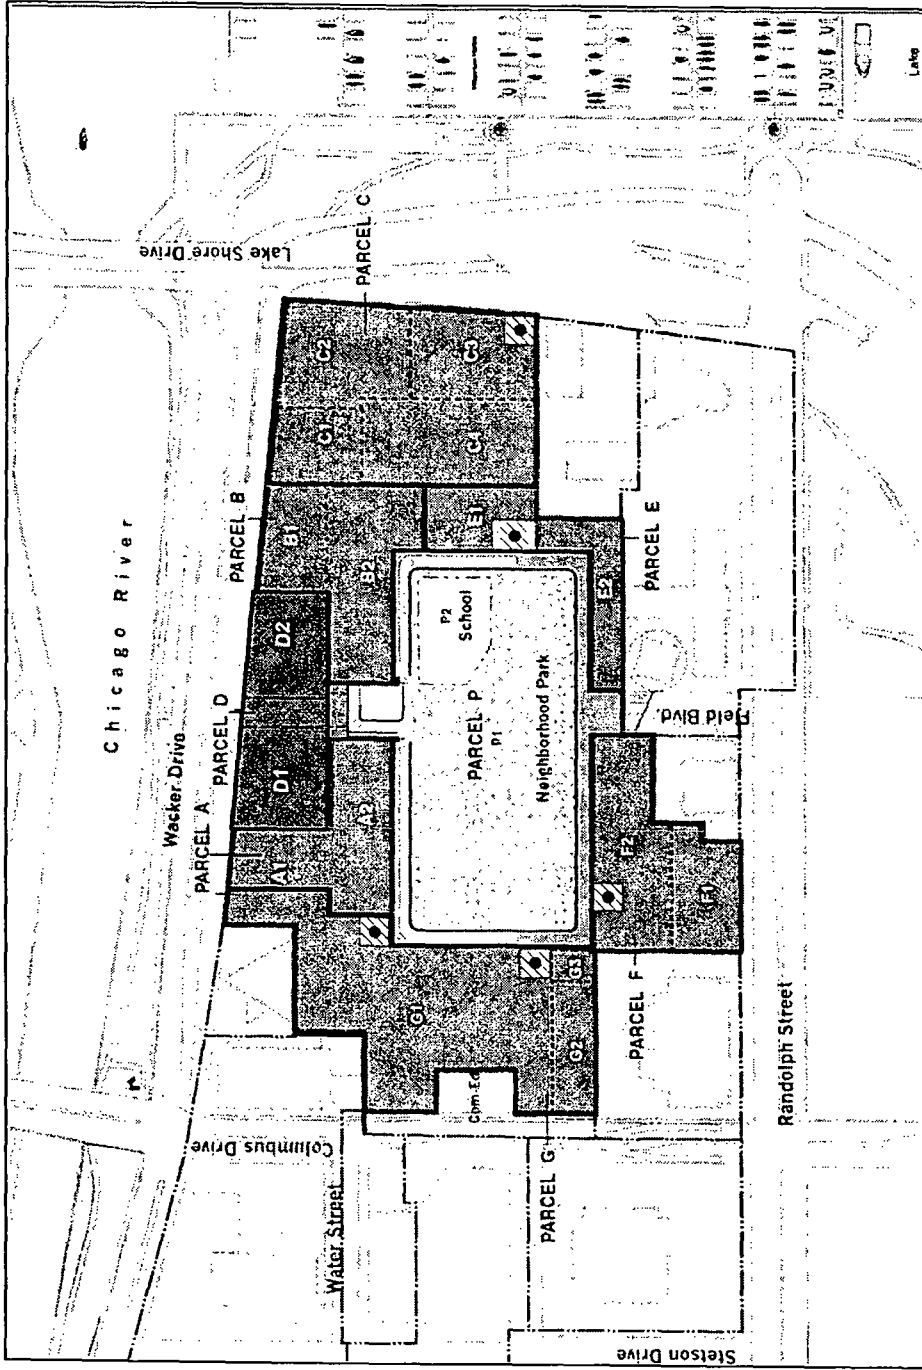 Chicago River
Lake Shore Drive
Wacker Drive
PARCEL A
PARCEL D
PARCEL B
PARCEL C
Columbus Drive
Water Street
A1
D1
D2
B1
C1
C2
G1
A2
B2
C4
C3
E1
Com-Ed
P2
School
PARCEL P
P1
Neighborhood Park
PARCEL G
G2
G3
E2
PARCEL E
F2
PARCEL F
F1
Field Blvd.
Stetson Drive
Randolph Street
Lake